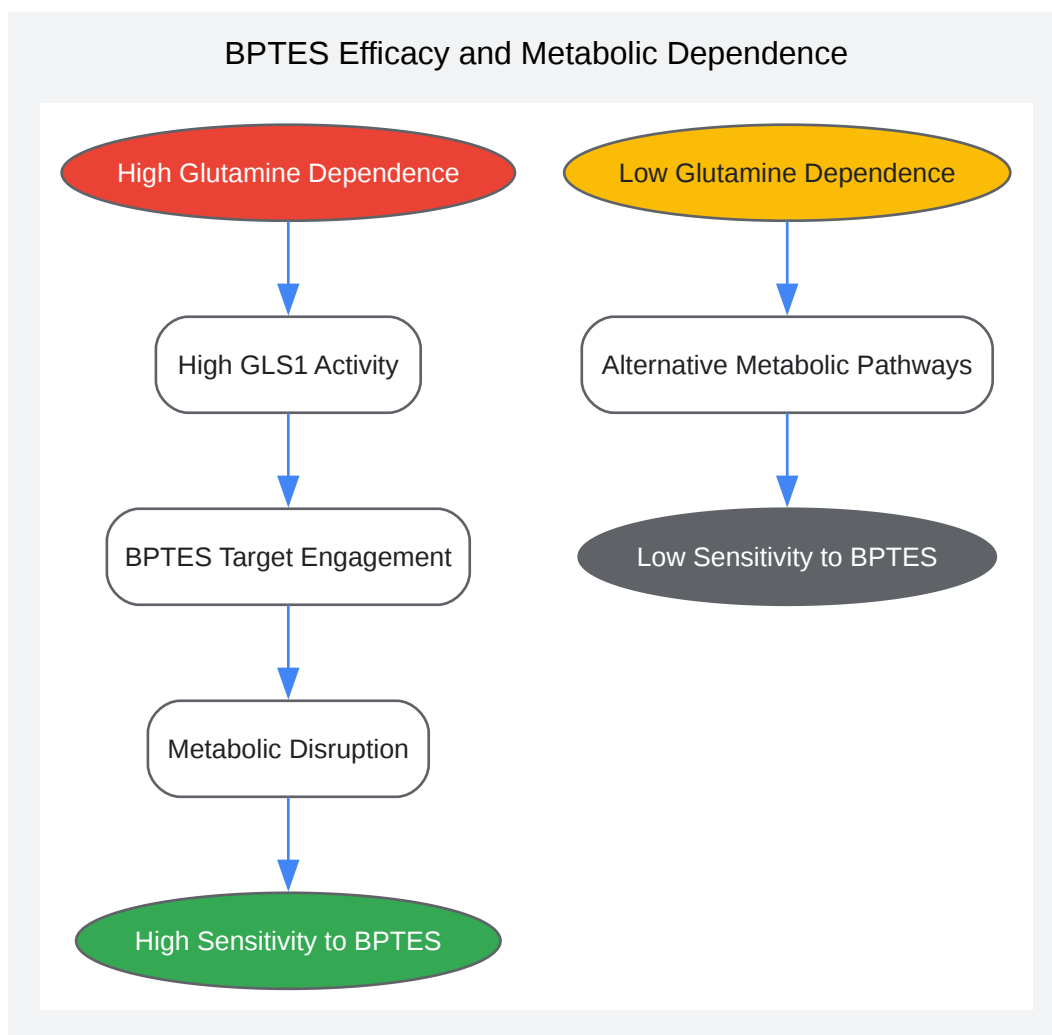 BPTES Efficacy and Metabolic Dependence
High Glutamine Dependence
High GLS1 Activity
BPTES Target Engagement
Metabolic Disruption
High Sensitivity to BPTES
Low Glutamine Dependence
Alternative Metabolic Pathways
Low Sensitivity to BPTES